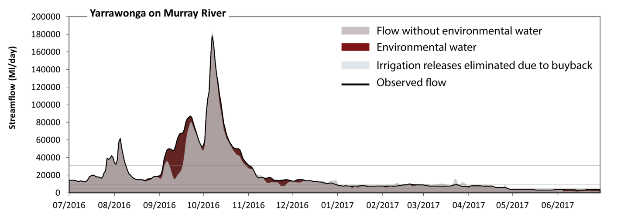 Yarrawonga on Murray River
Streamflow (Ml/day)
200000
180000
160000
140000
120000
100000
80000
60000
40000
20000
0
Flow without environmental water
Environmental water
Irrigation releases eliminated due to buyback
Observed flow
07/2016 08/2016 09/2016 10/2016 11/2016 12/2016 01/2017 02/2017 03/2017 04/2017 05/2017 06/2017